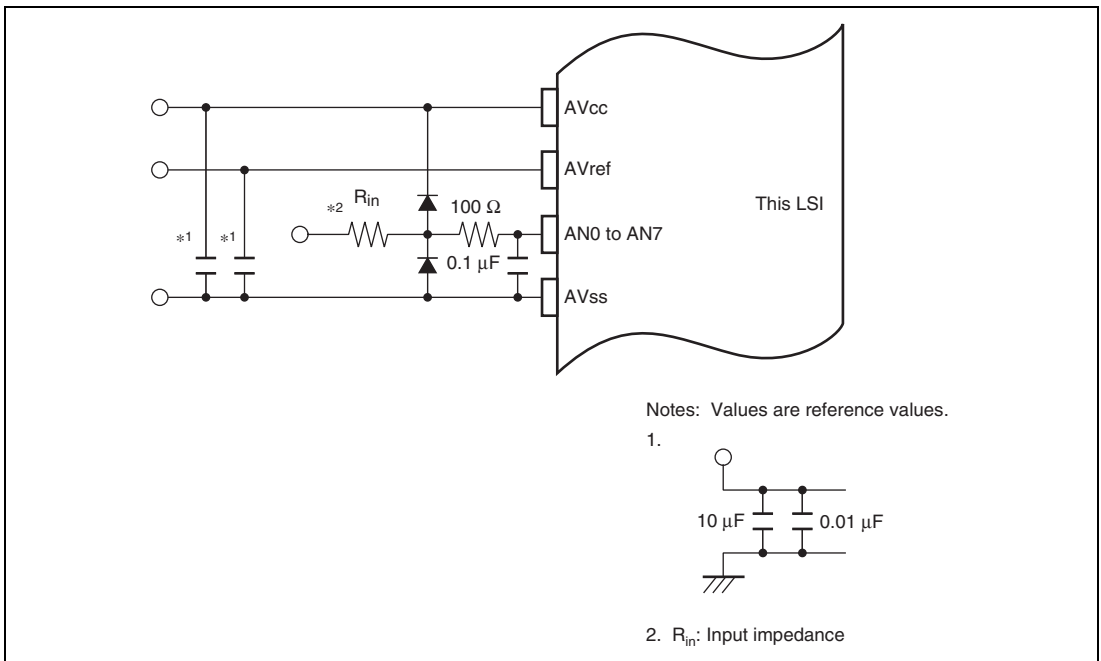 AVcc
AVref
This LSI
*2 Rin
100 Ω
AN0 to AN7
*1 *1
0.1 μF
AVss
Notes: Values are reference values.
1.
10 μF 0.01 μF
2. Rin: Input impedance